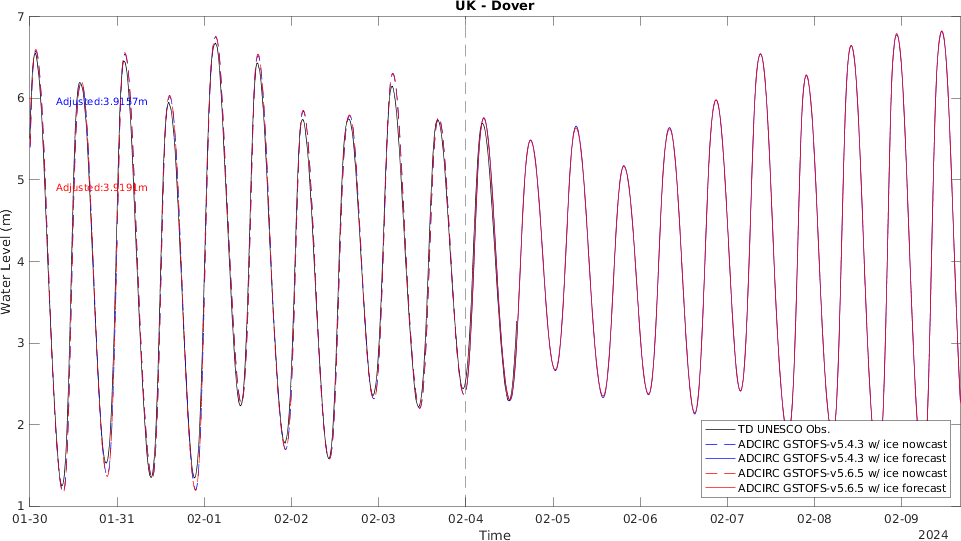 UK - Dover
7
6
5
4
3
2
1
Water Level (m)
Adjusted:3.9157m
Adjusted:3.9191m
TD UNESCO Obs.
ADCIRC GSTOFS-v5.4.3 w/ ice nowcast
ADCIRC GSTOFS-v5.4.3 w/ ice forecast
ADCIRC GSTOFS-v5.6.5 w/ ice nowcast
ADCIRC GSTOFS-v5.6.5 w/ ice forecast
01-30 01-31 02-01 02-02 02-03 02-04 02-05 02-06 02-07 02-08 02-09
Time
2024